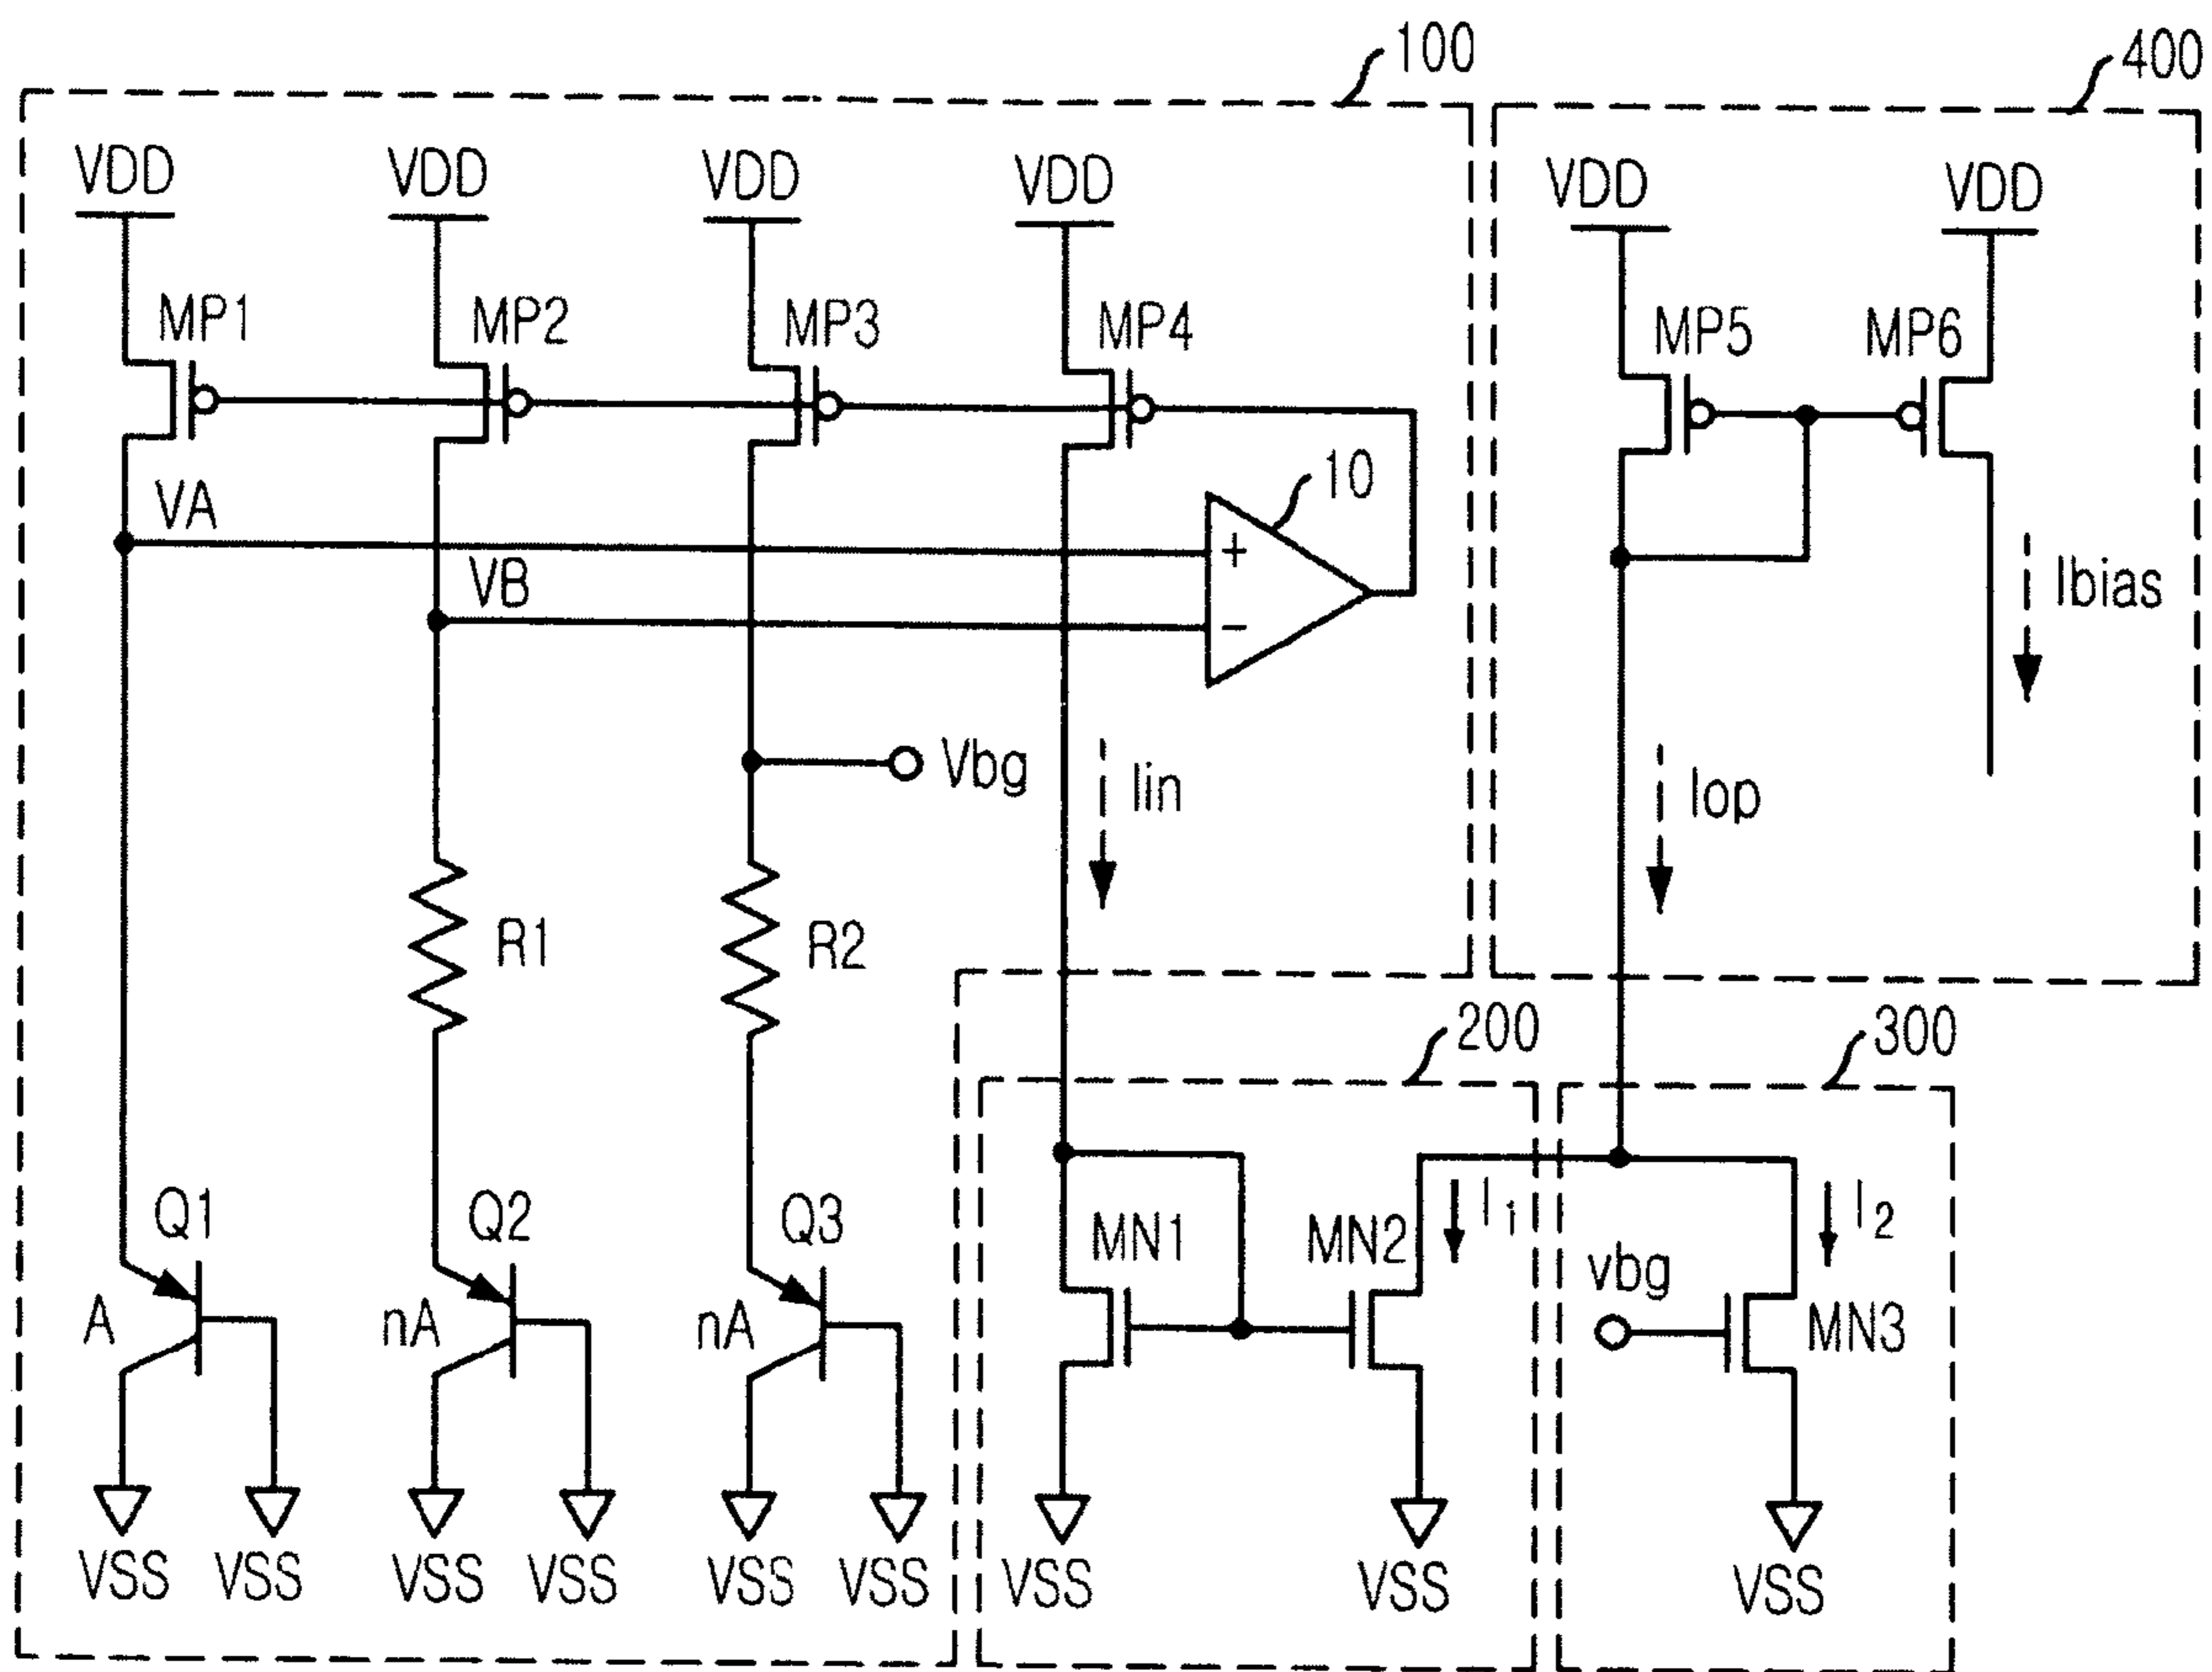 100
400
VDD VDD VDD VDD VDD VDD
MP1 MP2 MP3 MP4 MP5 MP6
VA
10
+
VB
−
Ibias
Vbg
Iin
Iop
R1 R2
200
300
Q1 Q2 Q3
MN1 MN2 I1 I2
vbg
A nA nA MN3
VSS VSS VSS VSS VSS VSS VSS VSS VSS